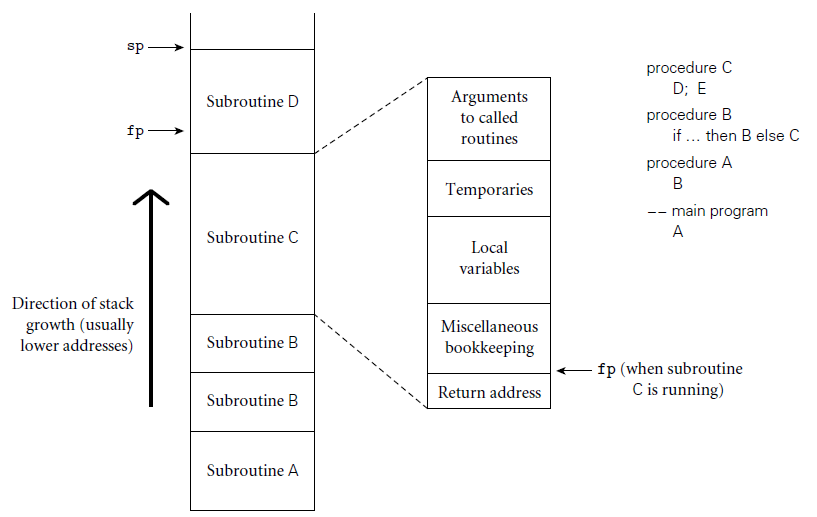 sp
Subroutine D
fp
Subroutine C
Direction of stack
growth (usually
lower addresses)
Subroutine B
Subroutine B
Subroutine A
Arguments
to called
routines
Temporaries
Local
variables
Miscellaneous
bookkeeping
Return address
fp (when subroutine
C is running)
procedure C
D; E
procedure B
if ... then B else C
procedure A
B
-- main program
A